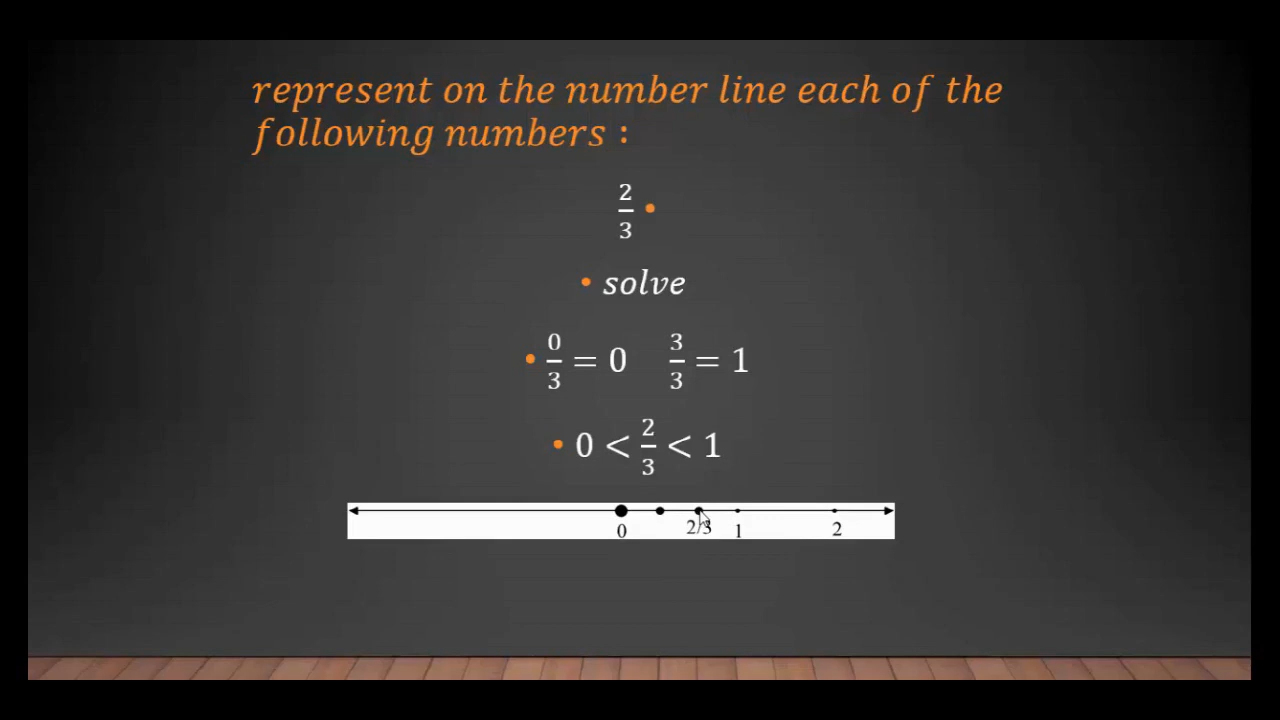 represent on the number line each of the
following numbers :
2/3 •
• solve
• 0/3 = 0 3/3 = 1
• 0 < 2/3 < 1
0 2/3 1 2